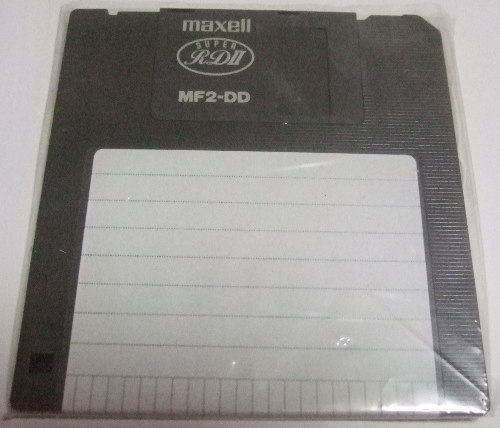 maxell
SUPER
RDII
MF2-DD